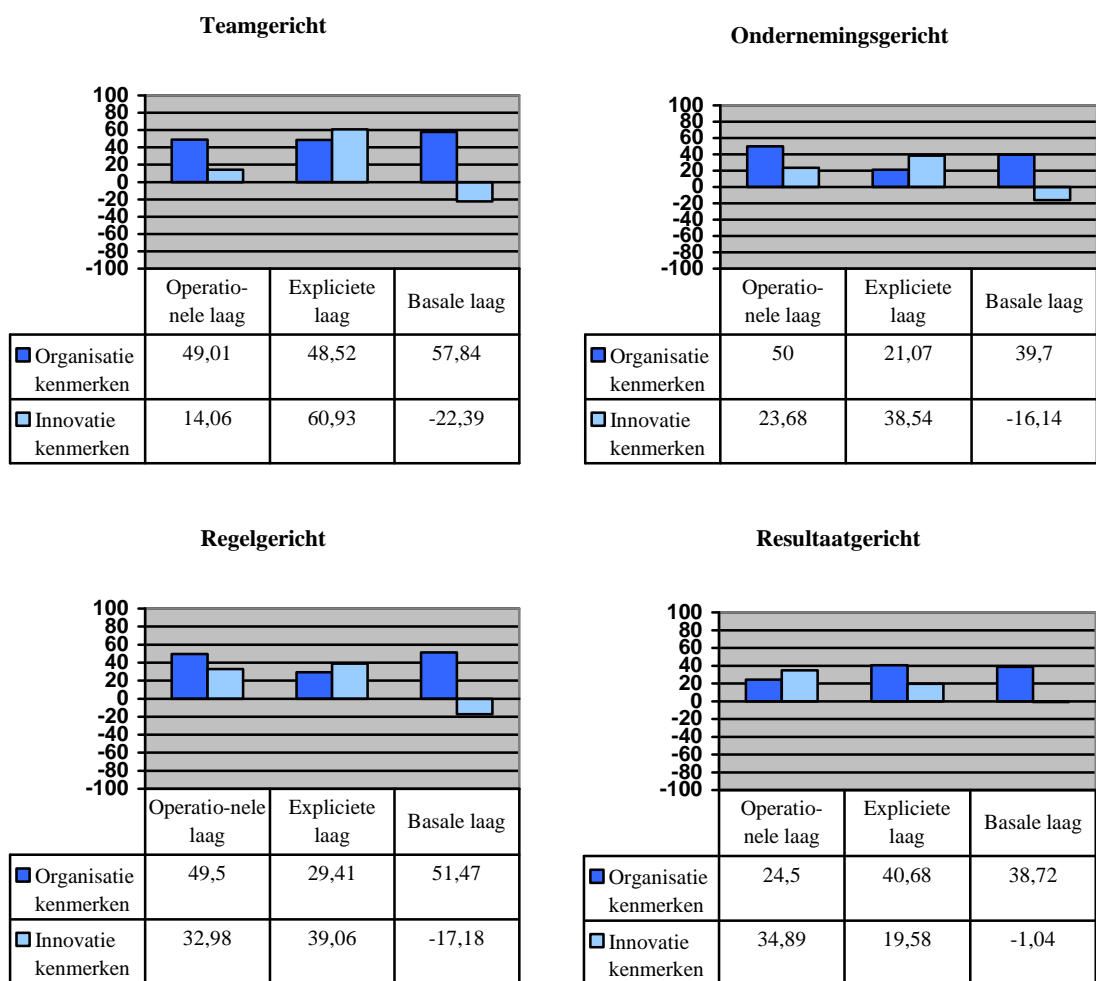 Teamgericht
100
80
60
40
20
0
-20
-40
-60
-80
-100
Operatio-
nele laag
Expliciete
laag
Basale laag
Organisatie
kenmerken
49,01
48,52
57,84
Innovatie
kenmerken
14,06
60,93
-22,39
Ondernemingsgericht
100
80
60
40
20
0
-20
-40
-60
-80
-100
Operatio-
nele laag
Expliciete
laag
Basale laag
Organisatie
kenmerken
50
21,07
39,7
Innovatie
kenmerken
23,68
38,54
-16,14
Regelgericht
100
80
60
40
20
0
-20
-40
-60
-80
-100
Operatio-nele
laag
Expliciete
laag
Basale laag
Organisatie
kenmerken
49,5
29,41
51,47
Innovatie
kenmerken
32,98
39,06
-17,18
Resultaatgericht
100
80
60
40
20
0
-20
-40
-60
-80
-100
Operatio-
nele laag
Expliciete
laag
Basale laag
Organisatie
kenmerken
24,5
40,68
38,72
Innovatie
kenmerken
34,89
19,58
-1,04